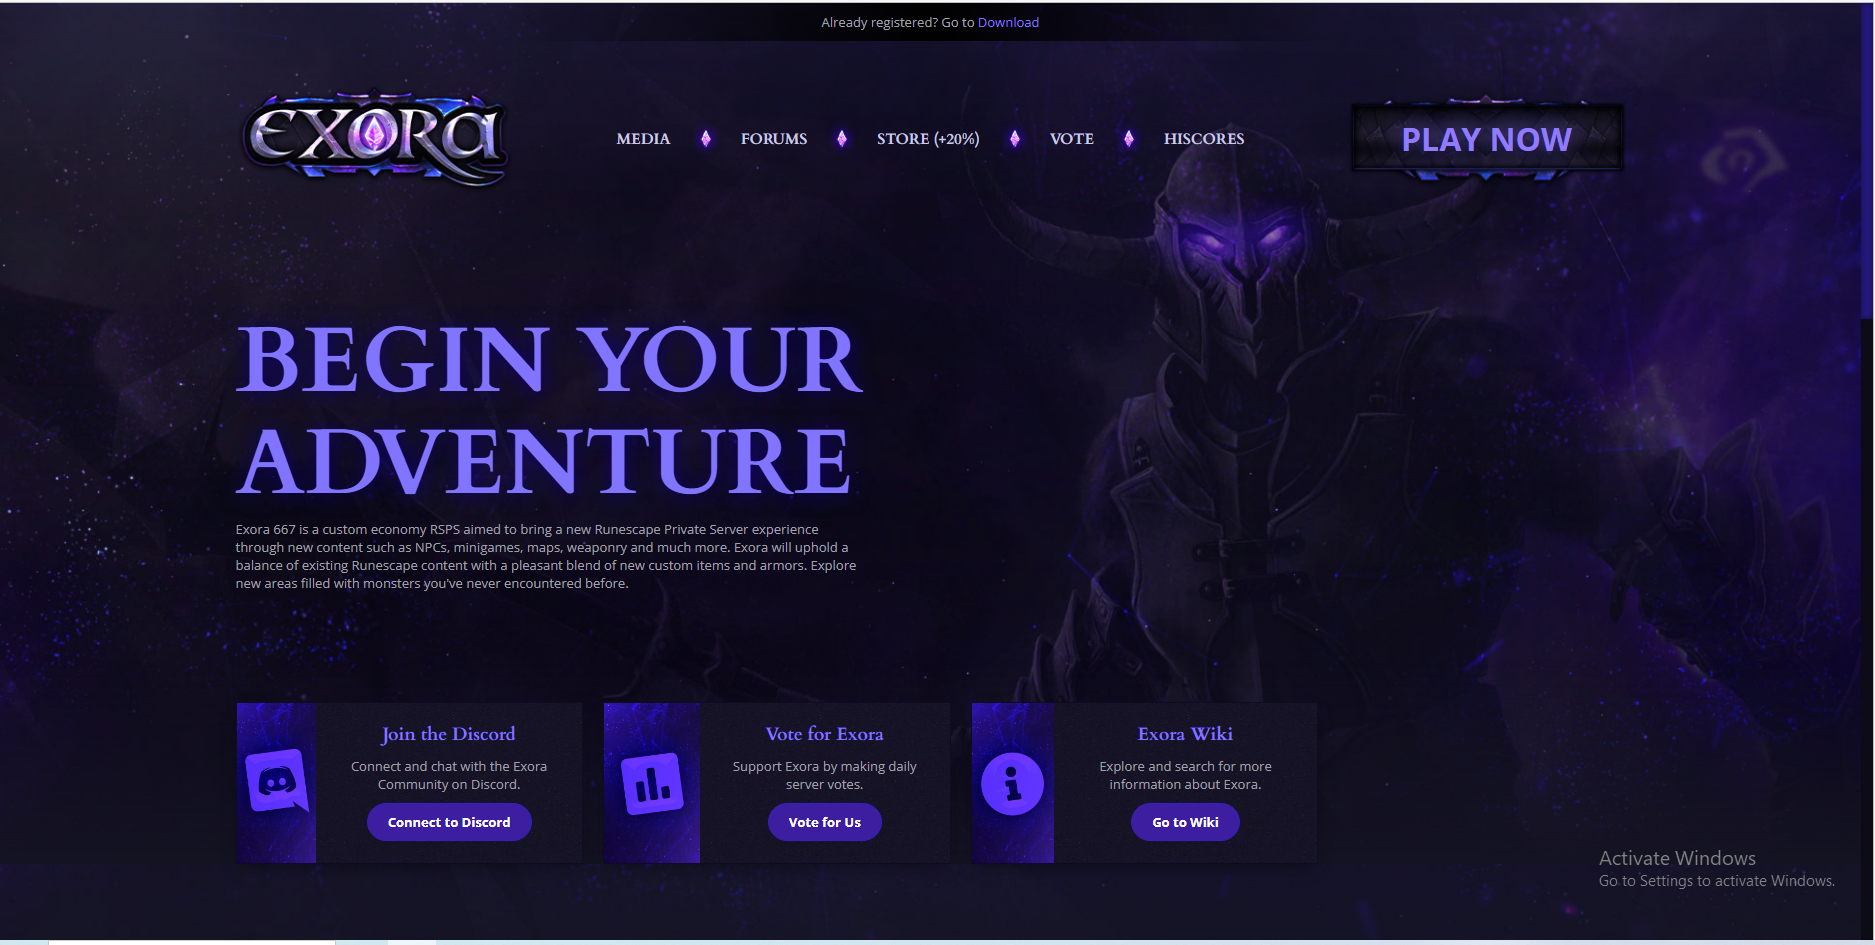 Already registered? Go to Download
EXORA
MEDIA FORUMS STORE (+20%) VOTE HISCORES
PLAY NOW
BEGIN YOUR
ADVENTURE
Exora 667 is a custom economy RSPS aimed to bring a new Runescape Private Server experience
through new content such as NPCs, minigames, maps, weaponry and much more. Exora will uphold a
balance of existing Runescape content with a pleasant blend of new custom items and armors. Explore
new areas filled with monsters you've never encountered before.
Join the Discord
Connect and chat with the Exora
Community on Discord.
Connect to Discord
Vote for Exora
Support Exora by making daily
server votes.
Vote for Us
Exora Wiki
Explore and search for more
information about Exora.
Go to Wiki
Activate Windows
Go to Settings to activate Windows.